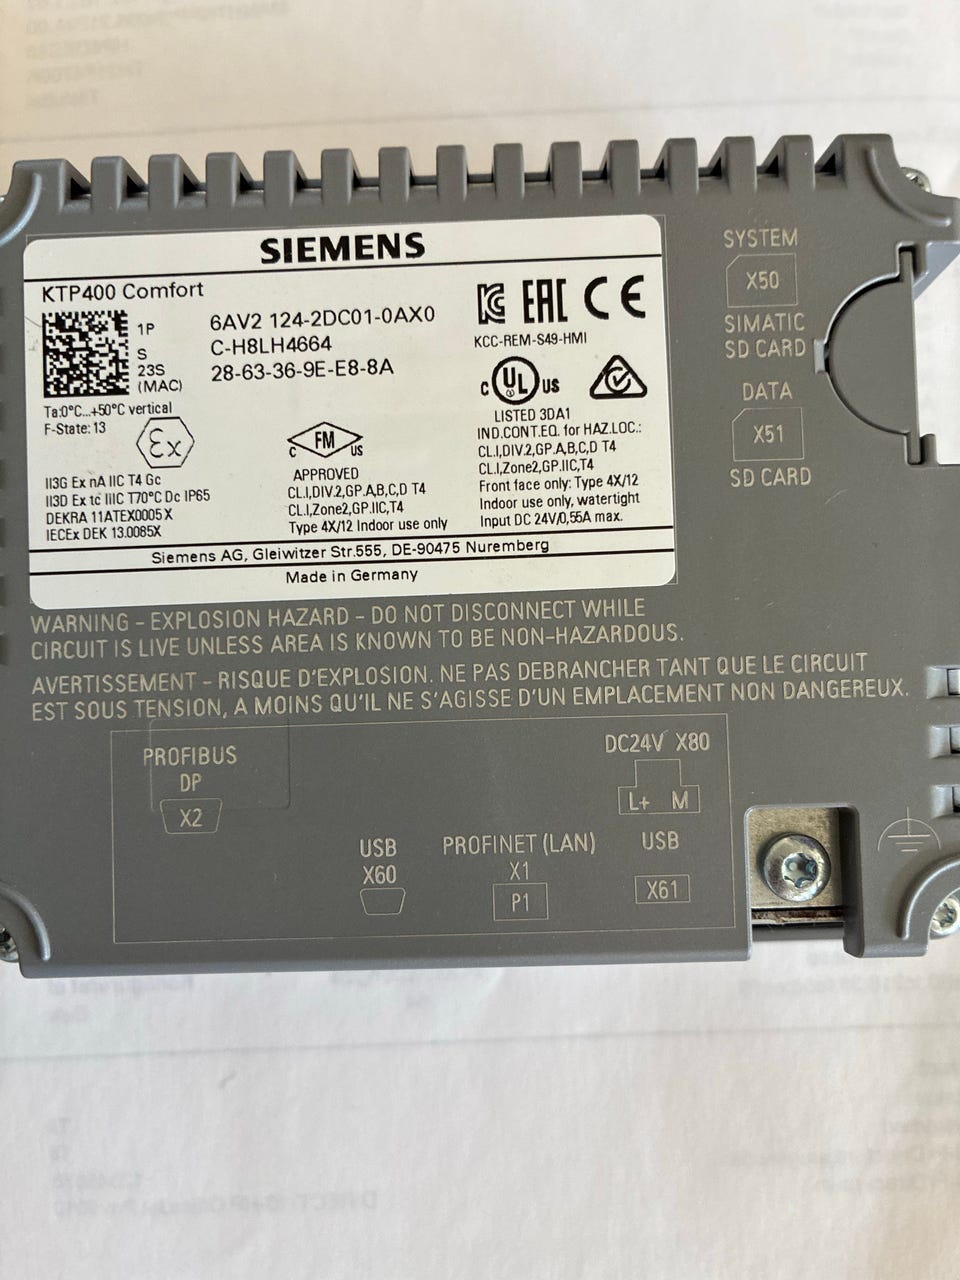 SIEMENS
KTP400 Comfort
1P 6AV2 124-2DC01-0AX0
S C-H8LH4664
23S 28-63-36-9E-E8-8A
(MAC)
Ta:0°C...+50°C vertical
F-State: 13
Ex
II3G Ex nA IIC T4 Gc
II3D Ex tc IIIC T70°C Dc IP65
DEKRA 11ATEX0005 X
IECEx DEK 13.0085X
C FM US
APPROVED
CL.I,DIV.2,GP.A,B,C,D T4
CL.I,Zone2,GP.IIC,T4
Type 4X/12 Indoor use only
EAC CE
KCC-REM-S49-HMI
C UL US
LISTED 3DA1
IND.CONT.EQ. for HAZ.LOC.:
CL.I,DIV.2,GP.A,B,C,D T4
CL.I,Zone2,GP.IIC,T4
Front face only: Type 4X/12
Indoor use only, watertight
Input DC 24V/0,55A max.
Siemens AG, Gleiwitzer Str.555, DE-90475 Nuremberg
Made in Germany
SYSTEM
X50
SIMATIC
SD CARD
DATA
X51
SD CARD
WARNING - EXPLOSION HAZARD - DO NOT DISCONNECT WHILE
CIRCUIT IS LIVE UNLESS AREA IS KNOWN TO BE NON-HAZARDOUS.
AVERTISSEMENT - RISQUE D'EXPLOSION. NE PAS DEBRANCHER TANT QUE LE CIRCUIT
EST SOUS TENSION, A MOINS QU'IL NE S'AGISSE D'UN EMPLACEMENT NON DANGEREUX.
PROFIBUS
DP
X2
USB
X60
PROFINET (LAN)
X1
P1
DC24V X80
L+ M
USB
X61